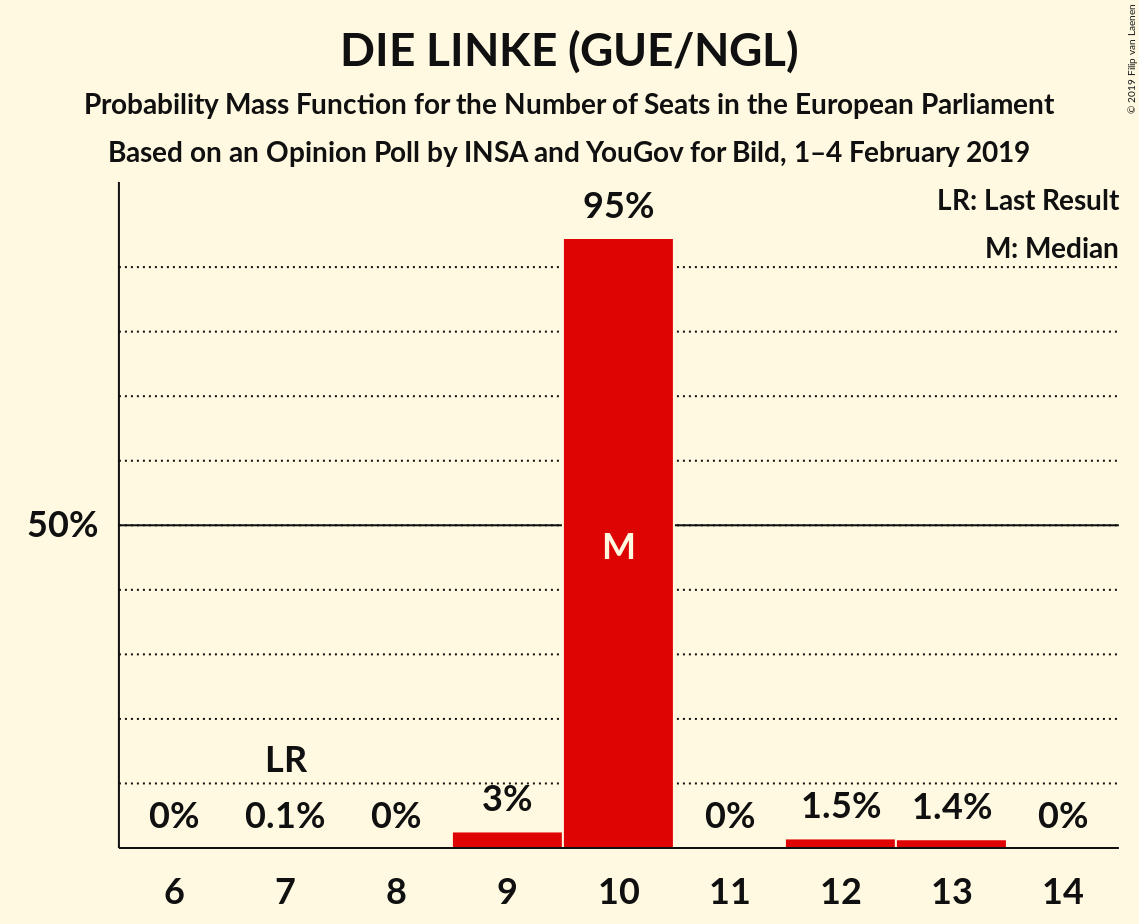 DIE LINKE (GUE/NGL)
Probability Mass Function for the Number of Seats in the European Parliament
Based on an Opinion Poll by INSA and YouGov for Bild, 1–4 February 2019
© 2019 Filip van Laenen
LR: Last Result
M: Median
95%
50%
M
LR
0%
0.1%
0%
3%
0%
1.5%
1.4%
0%
6
7
8
9
10
11
12
13
14